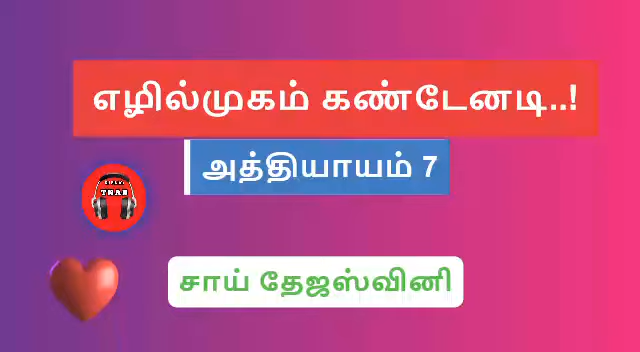 எழில்முகம் கண்டேனடி..!
அத்தியாயம் 7
சாய் தேஜஸ்வினி